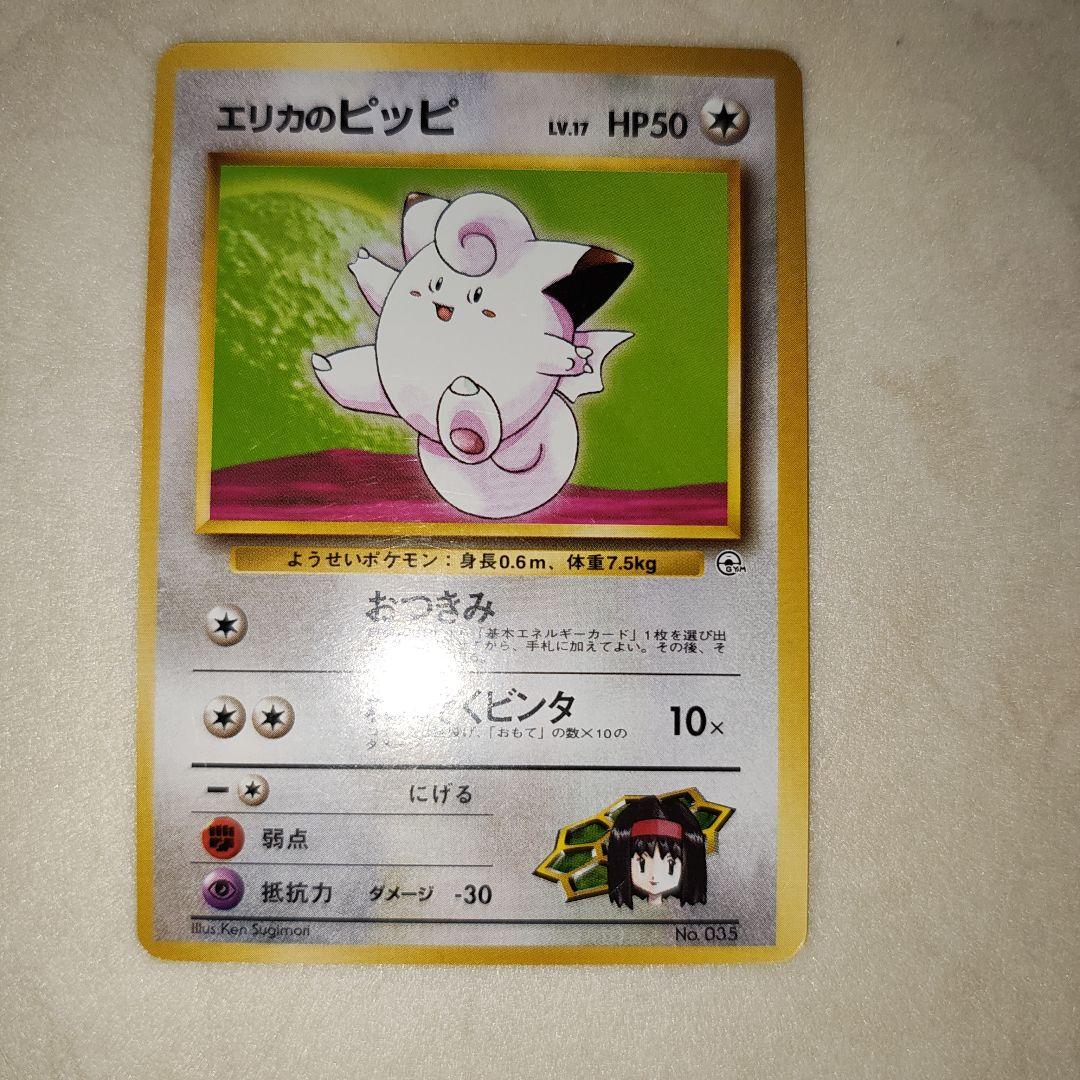 エリカのピッピ LV.17 HP50
ようせいポケモン：身長0.6m、体重7.5kg
GYM
おつきみ
「基本エネルギーカード」1枚を選び出
から、手札に加えてよい。その後、そ
くビンタ 10×
「おもて」の数×10の
にげる
弱点
抵抗力 ダメージ -30
Illus. Ken Sugimori No. 035